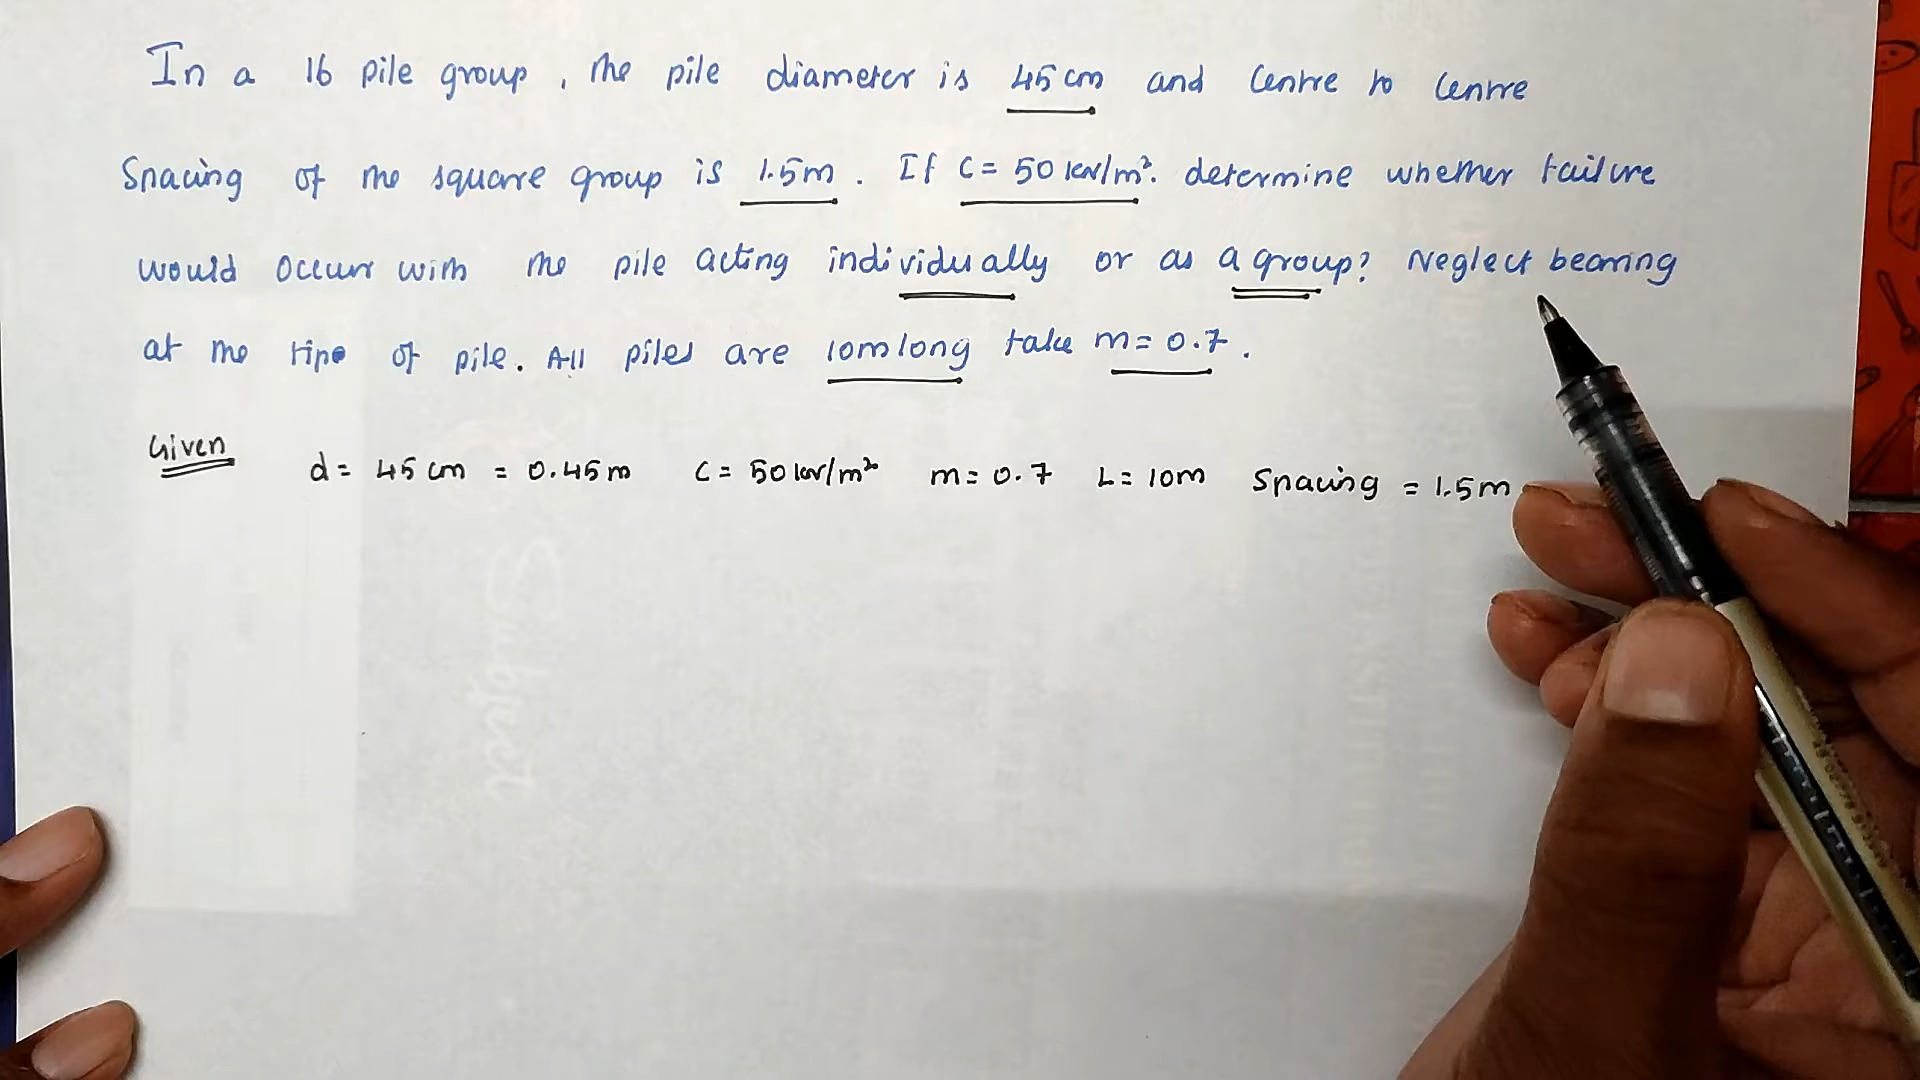 In a 16 pile group, the pile diameter is 45 cm and centre to centre
Spacing of the square group is 1.5m. If c = 50 kN/m². determine whether failure
would occur with the pile acting individually or as a group? Neglect bearing
at the tip of pile. All piles are 10m long take m = 0.7.
Given d = 45 cm = 0.45m C = 50 kN/m² m = 0.7 L = 10m Spacing = 1.5m
Subject